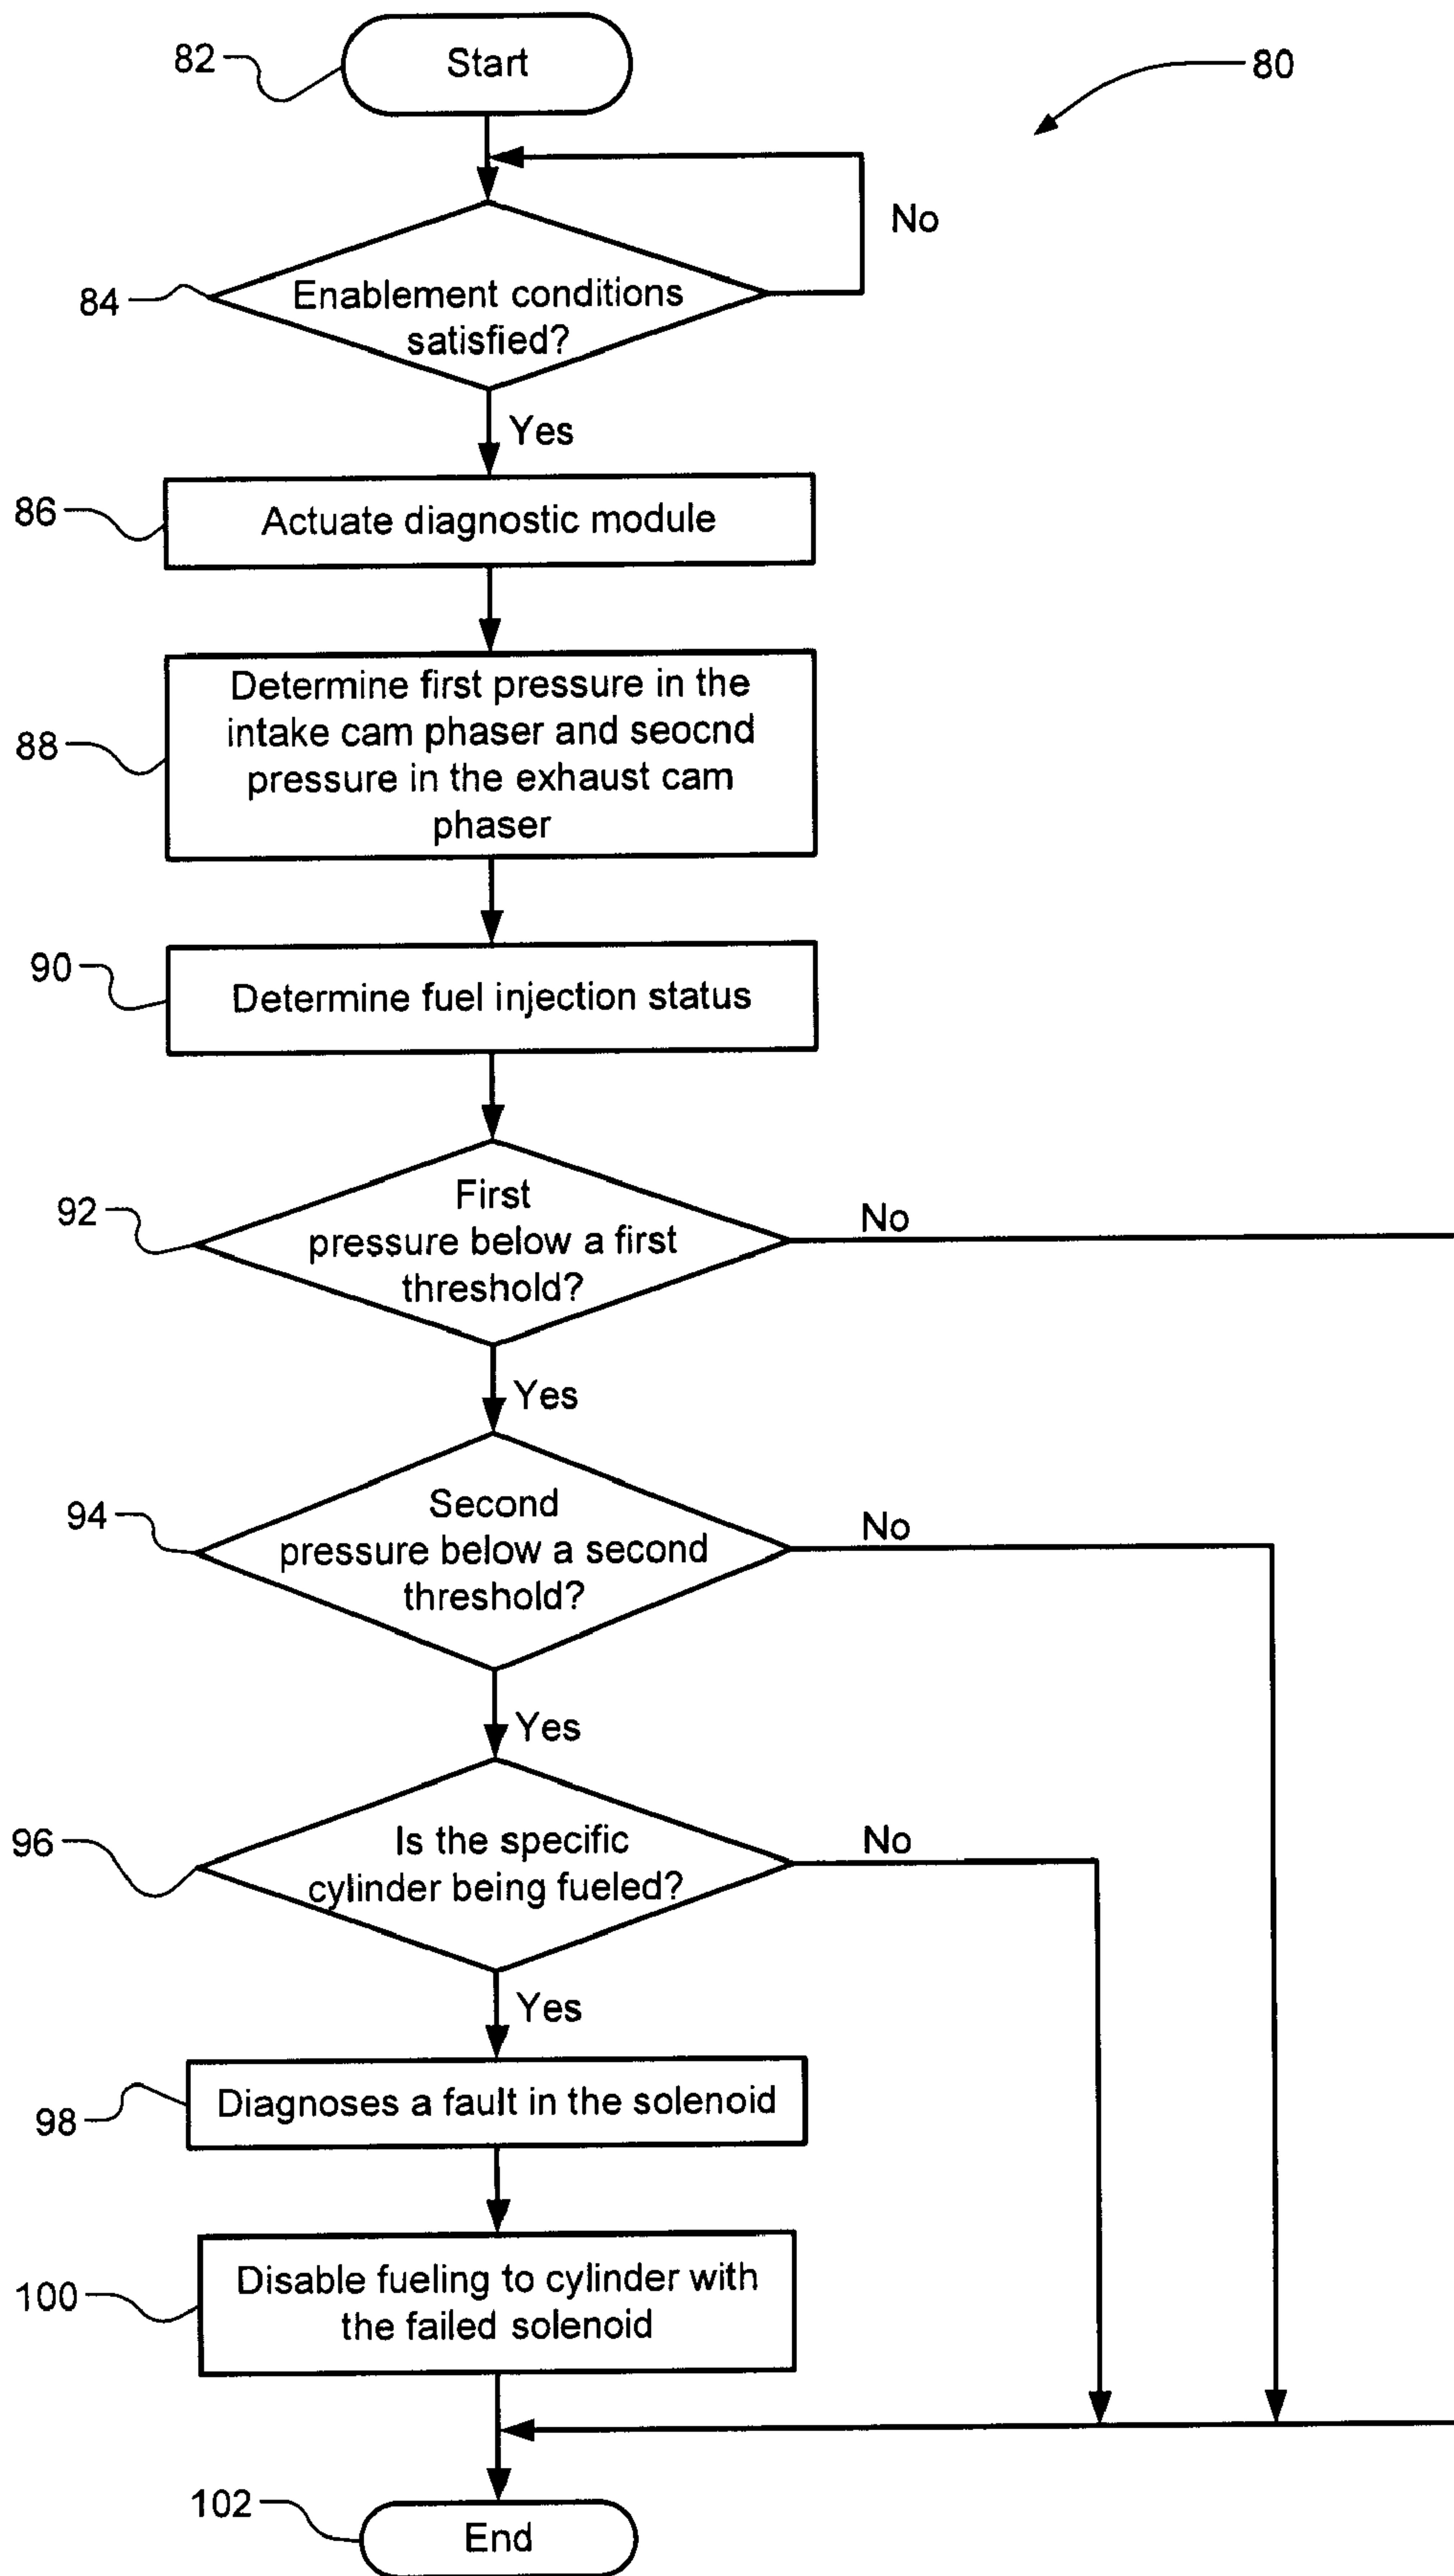 82
Start
80
No
84
Enablement conditions
satisfied?
Yes
86
Actuate diagnostic module
88
Determine first pressure in the
intake cam phaser and seocnd
pressure in the exhaust cam
phaser
90
Determine fuel injection status
92
First
pressure below a first
threshold?
No
Yes
94
Second
pressure below a second
threshold?
No
Yes
96
Is the specific
cylinder being fueled?
No
Yes
98
Diagnoses a fault in the solenoid
100
Disable fueling to cylinder with
the failed solenoid
102
End